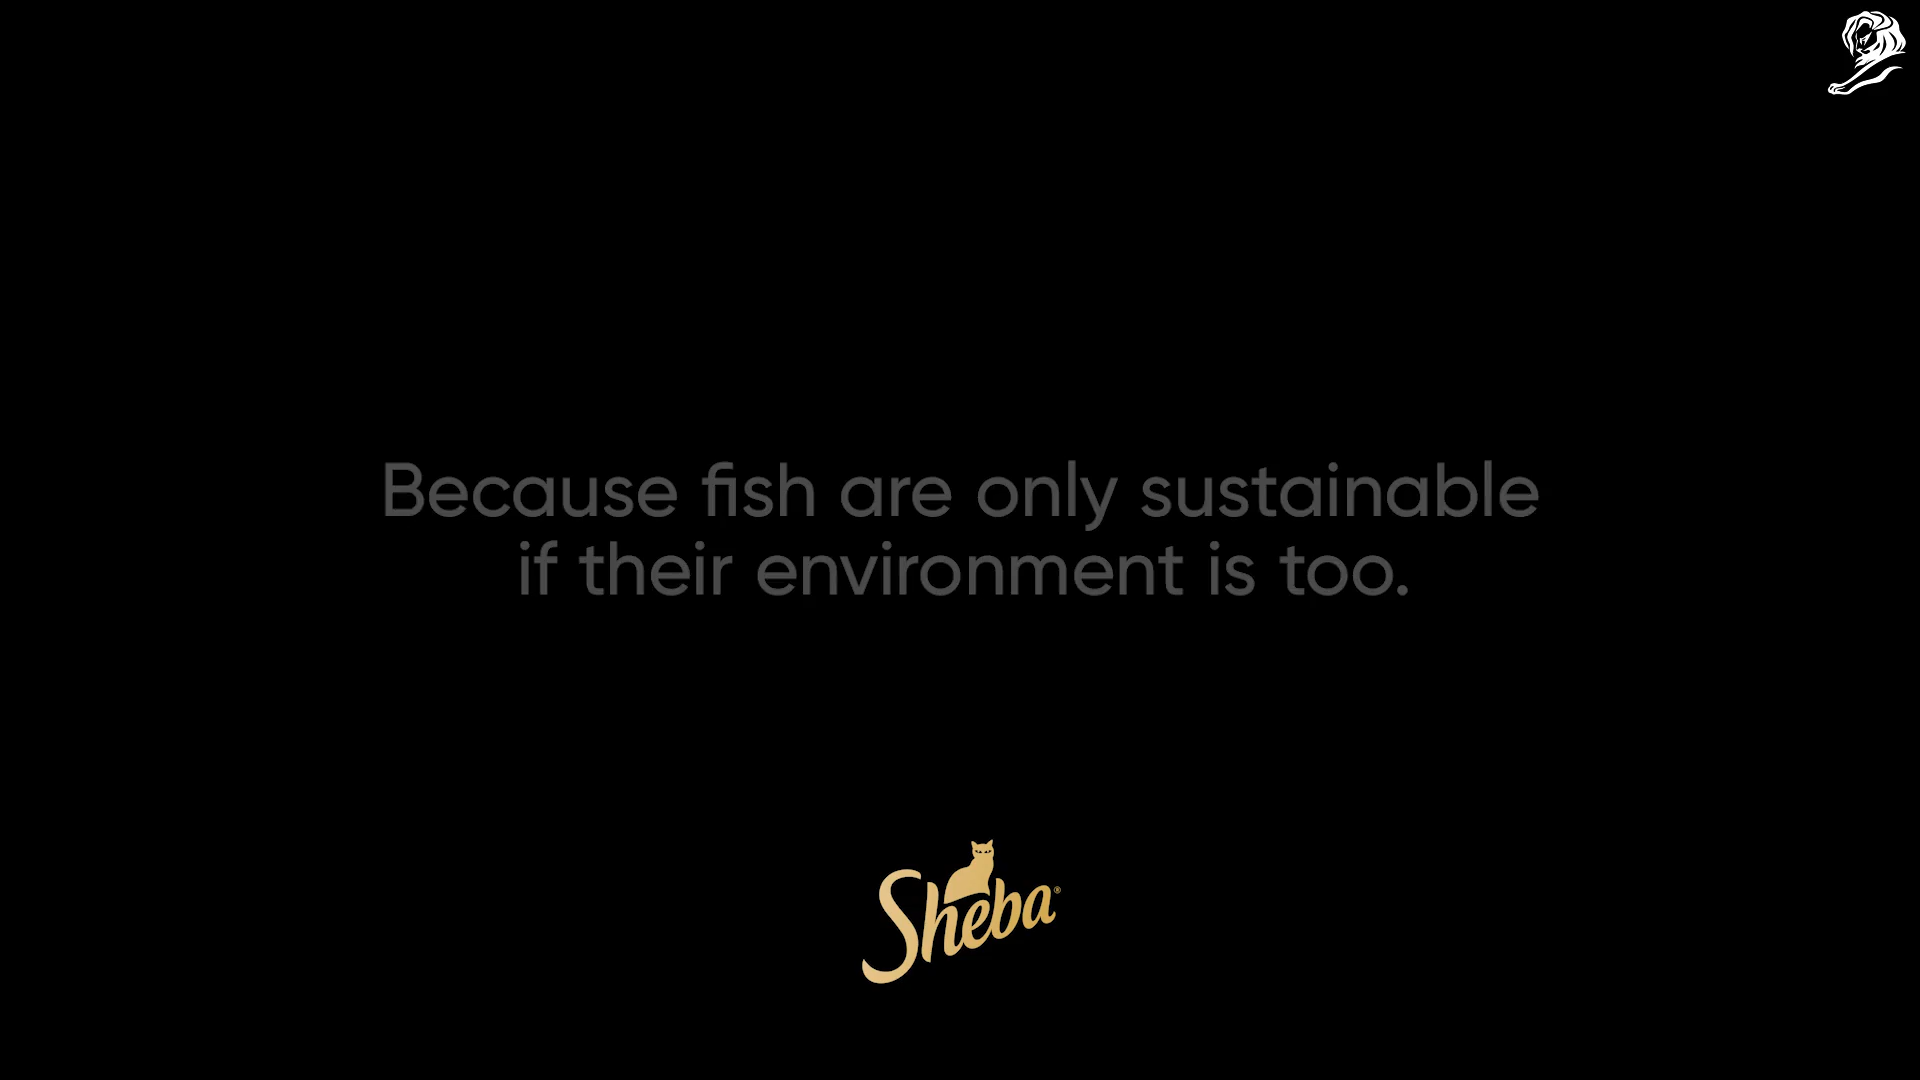 Because fish are only sustainable
if their environment is too.
Sheba®